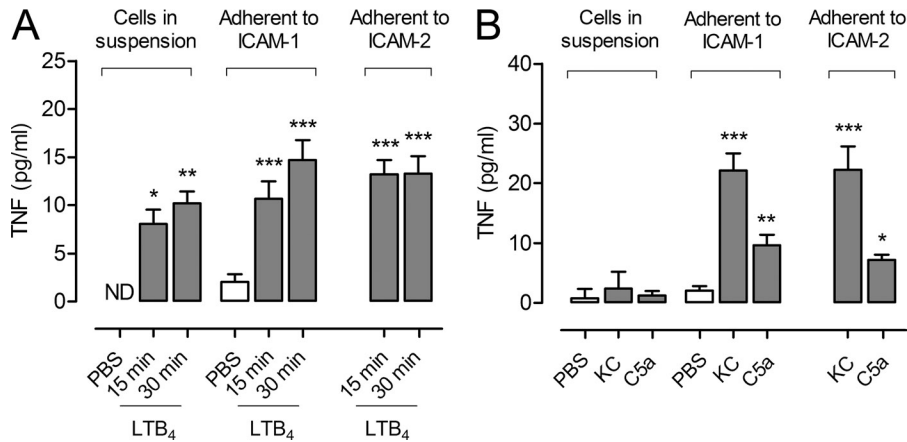 A
Cells in suspension
Adherent to ICAM-1
Adherent to ICAM-2
TNF (pg/ml)
25
20
15
10
5
0
ND
*
**
***
***
***
***
PBS
15 min
30 min
PBS
15 min
30 min
15 min
30 min
LTB4
LTB4
LTB4
B
Cells in suspension
Adherent to ICAM-1
Adherent to ICAM-2
TNF (pg/ml)
40
30
20
10
0
***
**
***
*
PBS
KC
C5a
PBS
KC
C5a
KC
C5a